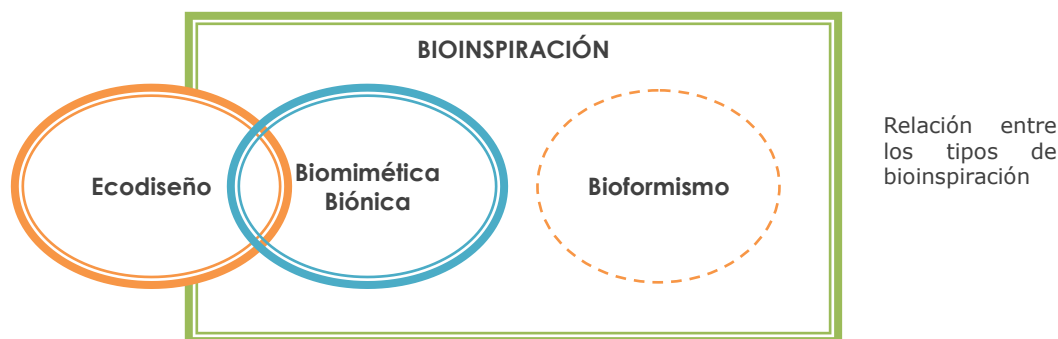 BIOINSPIRACIÓN
Ecodiseño
Biomimética
Biónica
Bioformismo
Relación entre
los tipos de
bioinspiración